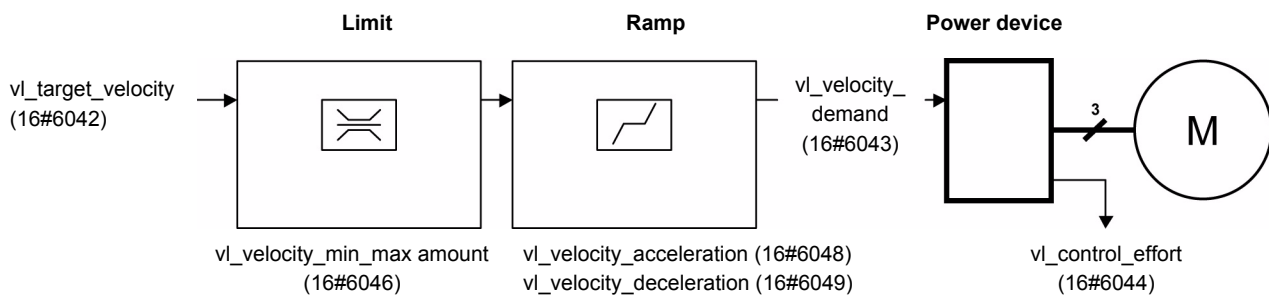 Limit
Ramp
Power device
vl_target_velocity
(16#6042)
vl_velocity_
demand
(16#6043)
3
M
vl_velocity_min_max amount
(16#6046)
vl_velocity_acceleration (16#6048)
vl_velocity_deceleration (16#6049)
vl_control_effort
(16#6044)